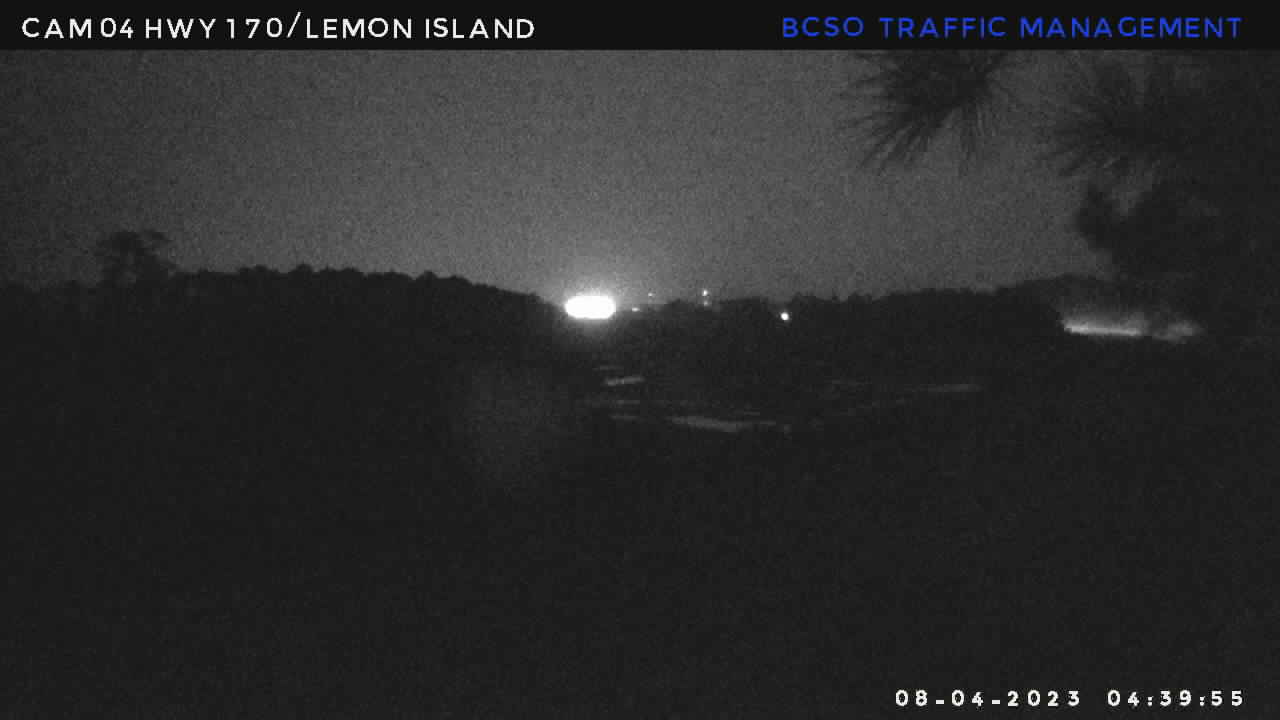 CAM04 HWY 170/LEMON ISLAND
BCSO TRAFFIC MANAGEMENT
08-04-2023 04:39:55